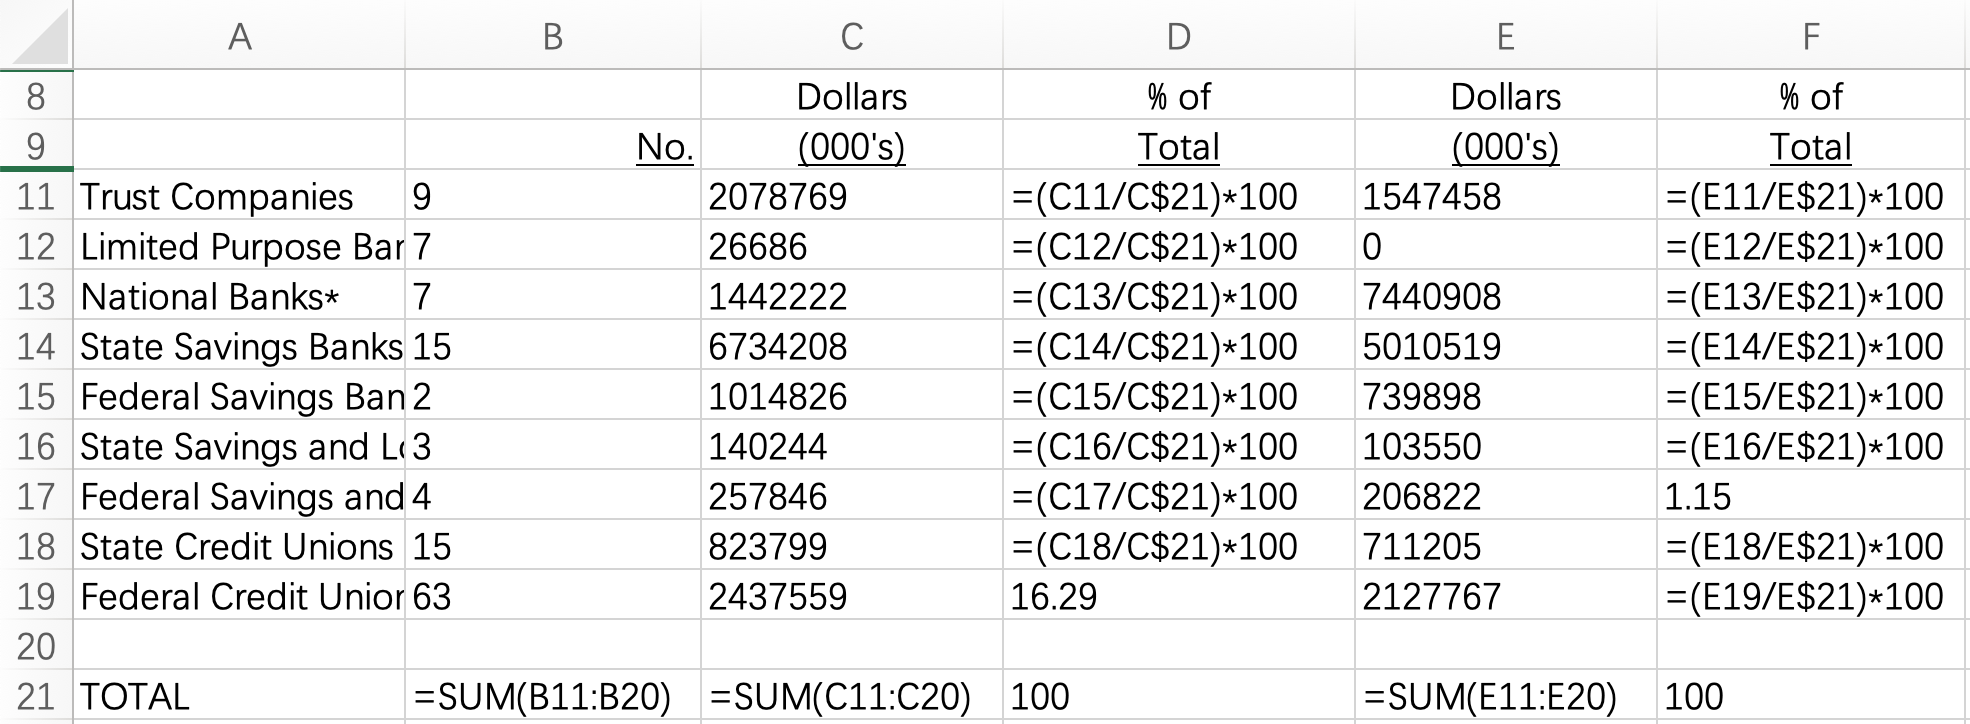 A B C D E F
8 Dollars % of Dollars % of
9 No. (000's) Total (000's) Total
11 Trust Companies 9 2078769 =(C11/C$21)*100 1547458 =(E11/E$21)*100
12 Limited Purpose 7 26686 =(C12/C$21)*100 0 =(E12/E$21)*100
13 National Banks* 7 1442222 =(C13/C$21)*100 7440908 =(E13/E$21)*100
14 State Savings Banks 15 6734208 =(C14/C$21)*100 5010519 =(E14/E$21)*100
15 Federal Savings Ban 2 1014826 =(C15/C$21)*100 739898 =(E15/E$21)*100
16 State Savings and 3 140244 =(C16/C$21)*100 103550 =(E16/E$21)*100
17 Federal Savings and 4 257846 =(C17/C$21)*100 206822 1.15
18 State Credit Unions 15 823799 =(C18/C$21)*100 711205 =(E18/E$21)*100
19 Federal Credit 63 2437559 16.29 2127767 =(E19/E$21)*100
20
21 TOTAL =SUM(B11:B20) =SUM(C11:C20) 100 =SUM(E11:E20) 100